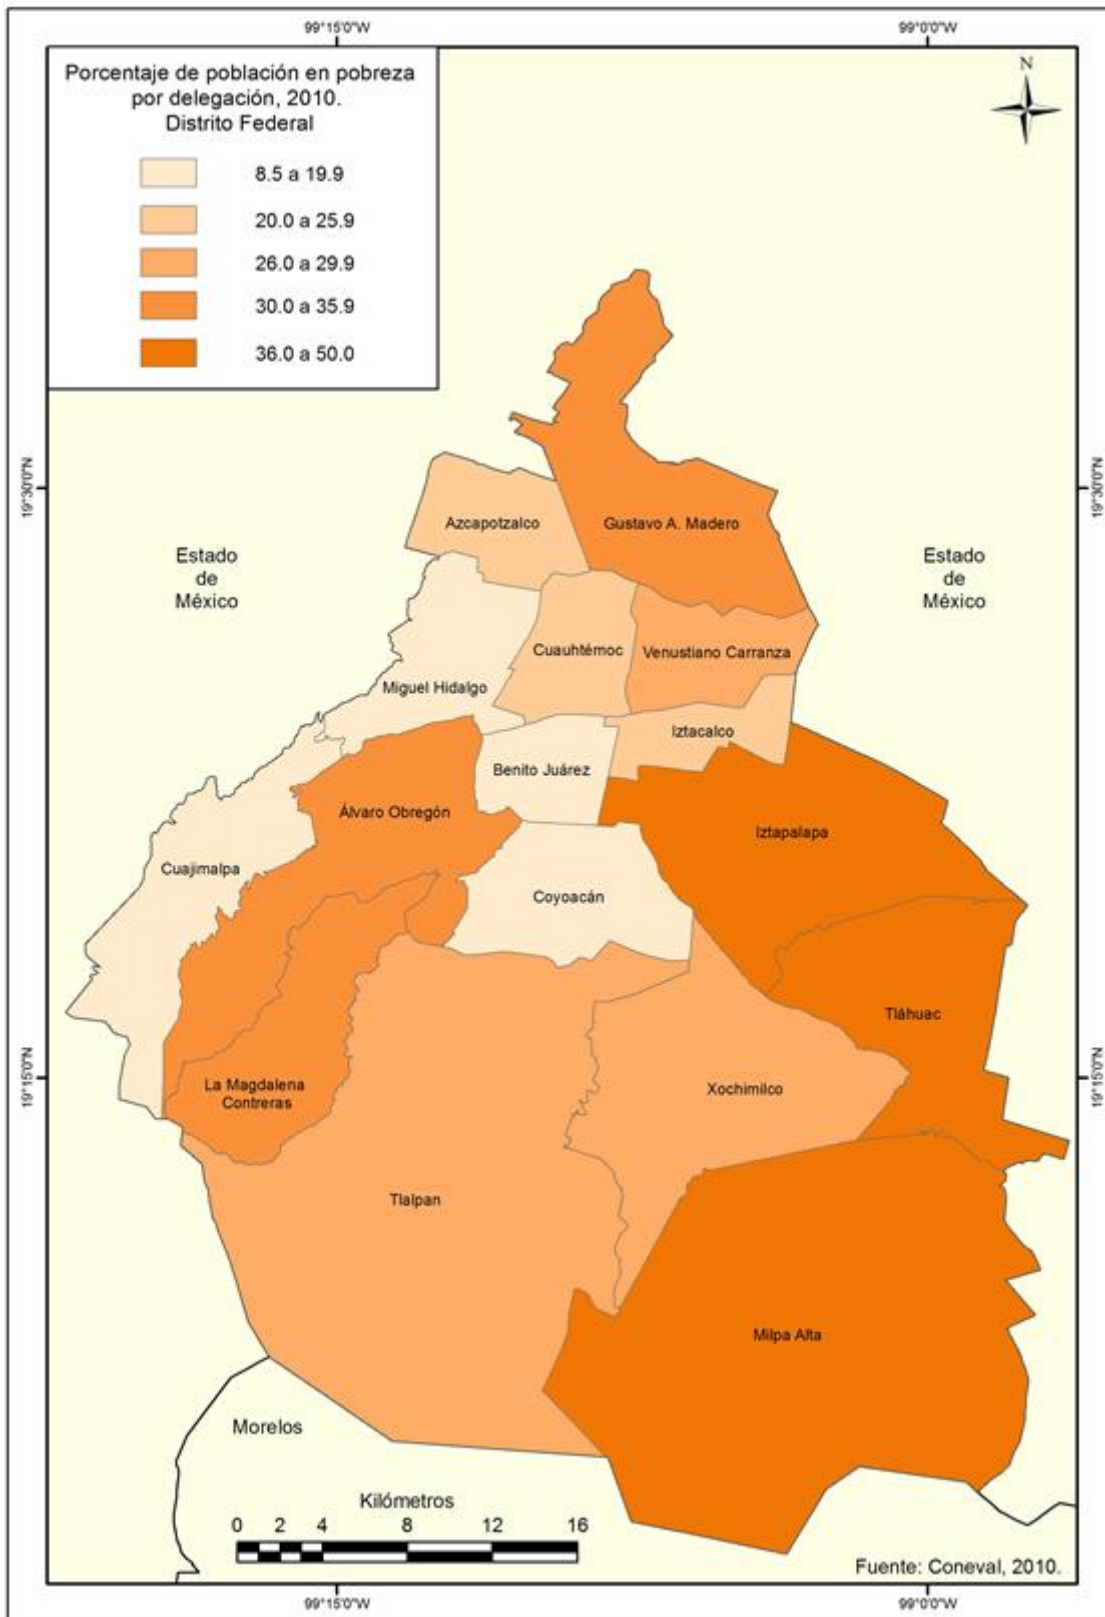 99°15'0"W
99°0'0"W
Porcentaje de población en pobreza
por delegación, 2010.
Distrito Federal
8.5 a 19.9
20.0 a 25.9
26.0 a 29.9
30.0 a 35.9
36.0 a 50.0
N
19°30'0"N
19°30'0"N
Azcapotzalco
Gustavo A. Madero
Estado
de
México
Estado
de
México
Cuauhtémoc
Venustiano Carranza
Miguel Hidalgo
Iztacalco
Benito Juárez
Álvaro Obregón
Iztapalapa
Cuajimalpa
Coyoacán
Tláhuac
19°15'0"N
19°15'0"N
La Magdalena
Contreras
Xochimilco
Tlalpan
Milpa Alta
Morelos
Kilómetros
0 2 4 8 12 16
Fuente: Coneval, 2010.
99°15'0"W
99°0'0"W